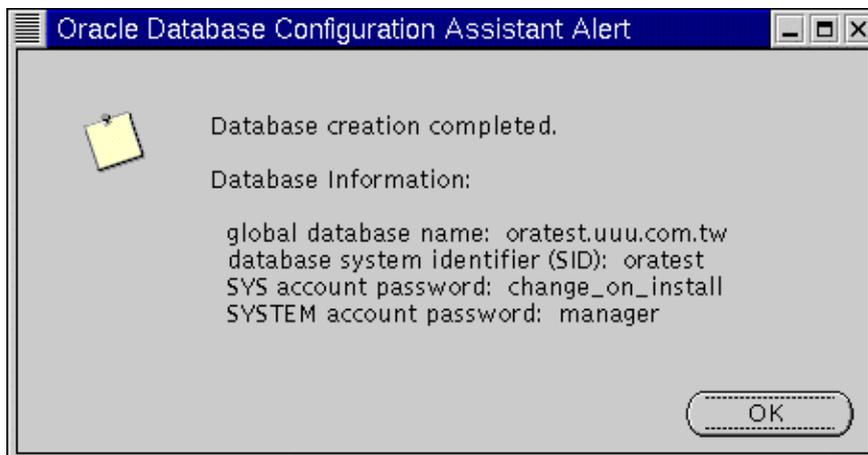 Oracle Database Configuration Assistant Alert
Database creation completed.
Database Information:
global database name: oratest.uuu.com.tw
database system identifier (SID): oratest
SYS account password: change_on_install
SYSTEM account password: manager
OK